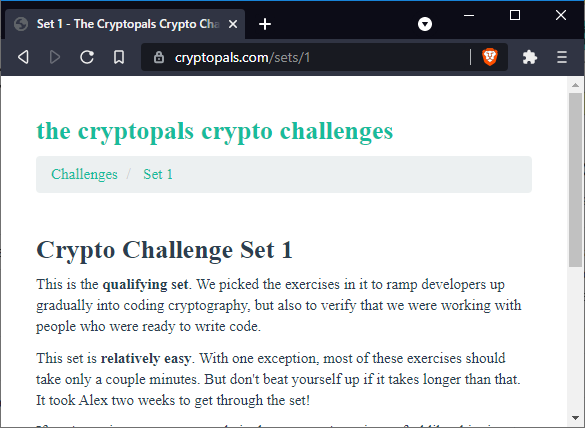 Set 1 - The Cryptopals Crypto Cha
cryptopals.com/sets/1
the cryptopals crypto challenges
Challenges / Set 1
Crypto Challenge Set 1
This is the qualifying set. We picked the exercises in it to ramp developers up
gradually into coding cryptography, but also to verify that we were working with
people who were ready to write code.
This set is relatively easy. With one exception, most of these exercises should
take only a couple minutes. But don't beat yourself up if it takes longer than that.
It took Alex two weeks to get through the set!